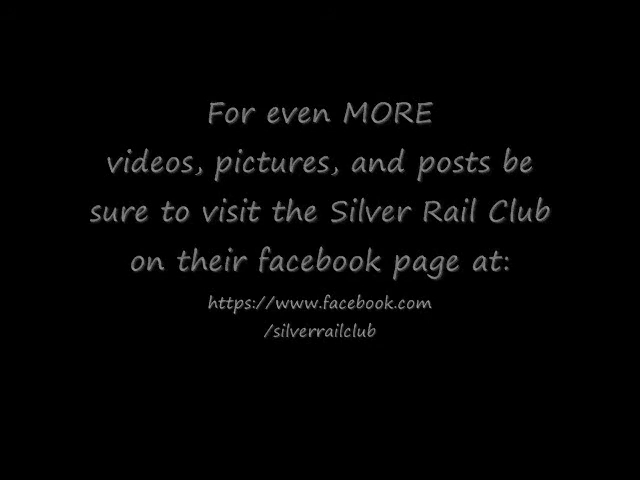 For even MORE
videos, pictures, and posts be
sure to visit the Silver Rail Club
on their facebook page at:
https://www.facebook.com
/silverrailclub